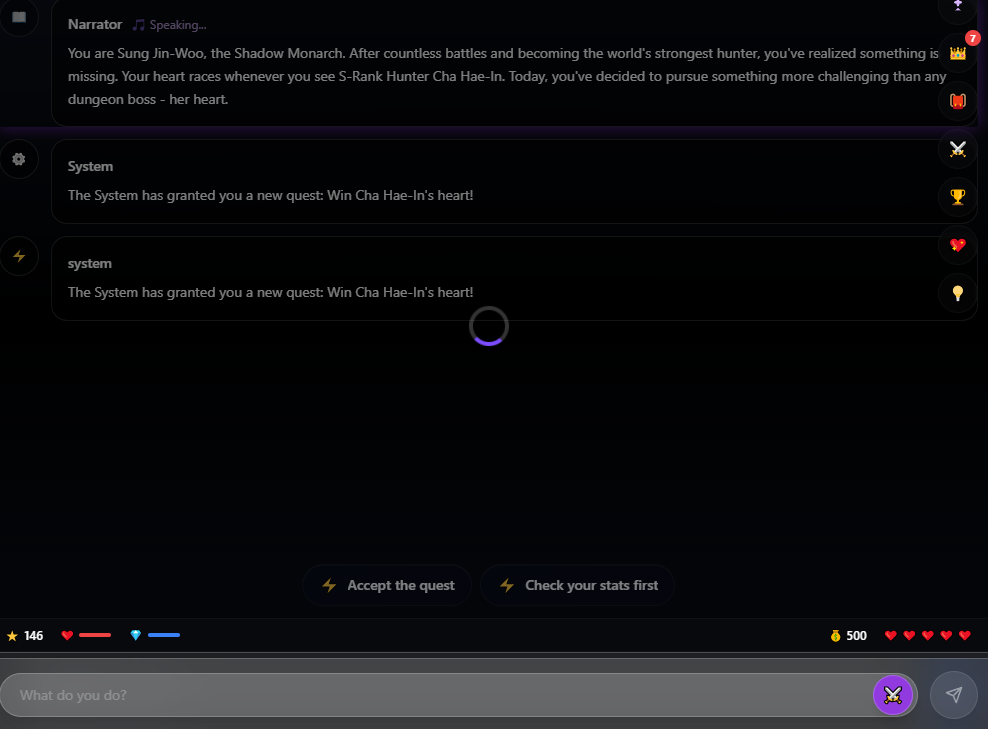 Narrator 🎵 Speaking...
You are Sung Jin-Woo, the Shadow Monarch. After countless battles and becoming the world's strongest hunter, you've realized something is
missing. Your heart races whenever you see S-Rank Hunter Cha Hae-In. Today, you've decided to pursue something more challenging than any
dungeon boss - her heart.
7
System
The System has granted you a new quest: Win Cha Hae-In's heart!
system
The System has granted you a new quest: Win Cha Hae-In's heart!
Accept the quest
Check your stats first
146
500
What do you do?